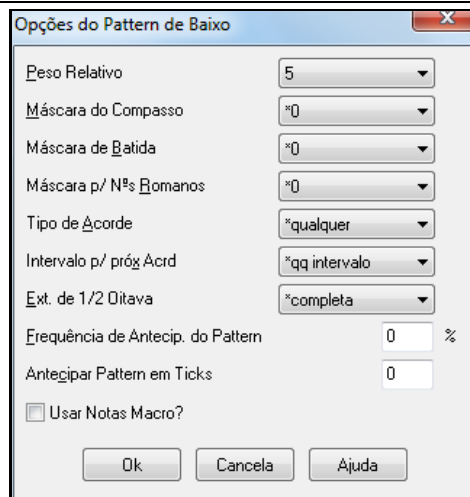 Opções do Pattern de Baixo
Peso Relativo 5
Máscara do Compasso *0
Máscara de Batida *0
Máscara p/ Nºs Romanos *0
Tipo de Acorde *qualquer
Intervalo p/ próx Acrd *qq intervalo
Ext. de 1/2 Oitava *completa
Frequência de Antecip. do Pattern 0 %
Antecipar Pattern em Ticks 0
Usar Notas Macro?
Ok Cancela Ajuda